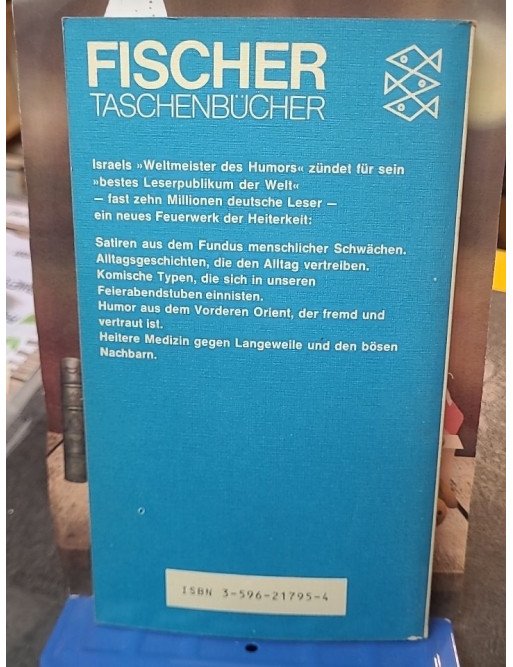 FISCHER
TASCHENBÜCHER
Israels »Weltmeister des Humors« zündet für sein
»bestes Leserpublikum der Welt«
— fast zehn Millionen deutsche Leser —
ein neues Feuerwerk der Heiterkeit:
Satiren aus dem Fundus menschlicher Schwächen.
Alltagsgeschichten, die den Alltag vertreiben.
Komische Typen, die sich in unseren
Feierabendstuben einnisten.
Humor aus dem Vorderen Orient, der fremd und
vertraut ist.
Heitere Medizin gegen Langeweile und den bösen
Nachbarn.
ISBN 3-596-21795-4